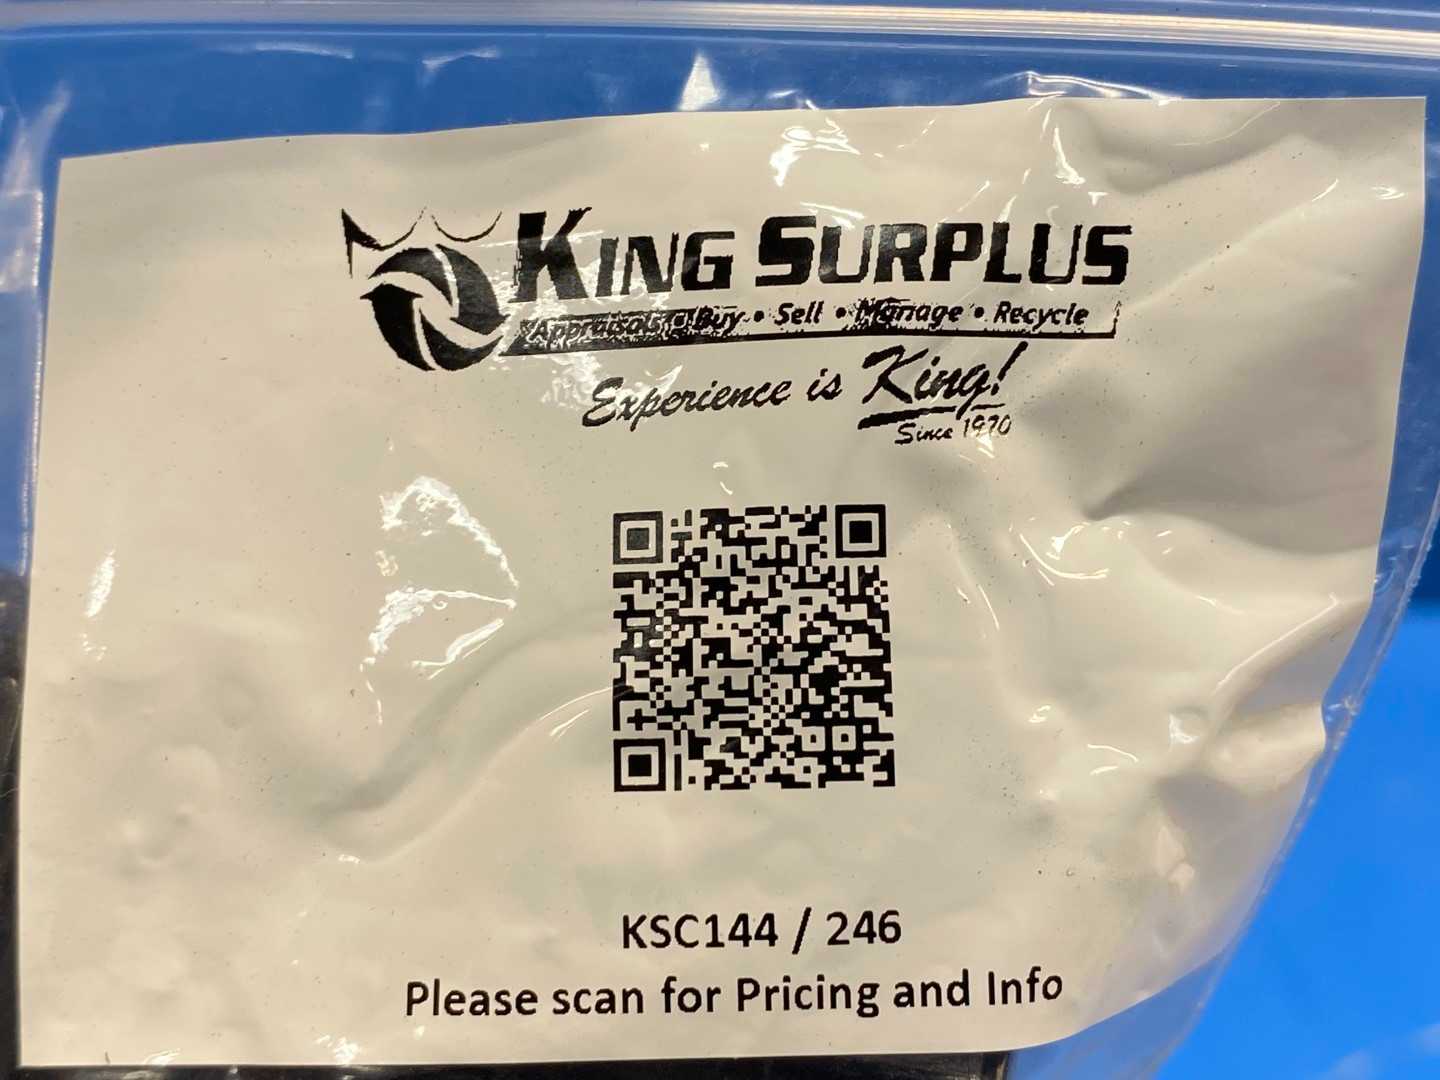 KING SURPLUS
Appraisals • Buy • Sell • Manage • Recycle
Experience is King!
Since 1970
KSC144 / 246
Please scan for Pricing and Info